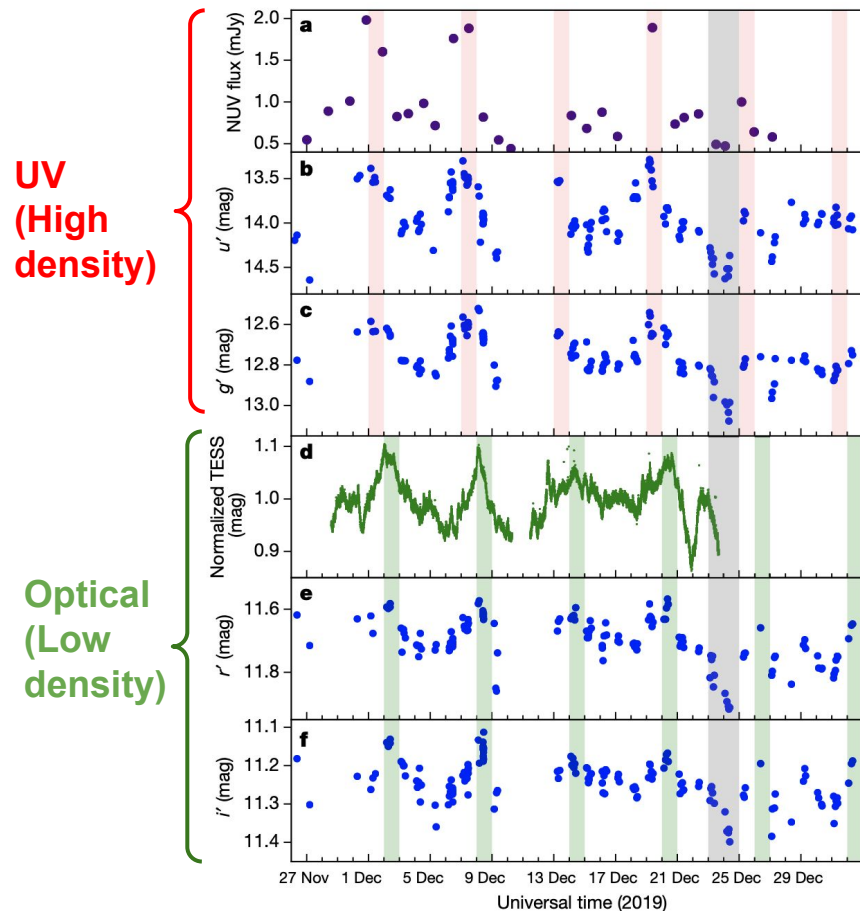 UV
(High
density)
Optical
(Low
density)
a
NUV flux (mJy)
2.0
1.5
1.0
0.5
b
u′ (mag)
13.5
14.0
14.5
c
g′ (mag)
12.6
12.8
13.0
d
Normalized TESS
(mag)
1.1
1.0
0.9
e
r′ (mag)
11.6
11.8
f
i′ (mag)
11.1
11.2
11.3
11.4
27 Nov 1 Dec 5 Dec 9 Dec 13 Dec 17 Dec 21 Dec 25 Dec 29 Dec
Universal time (2019)